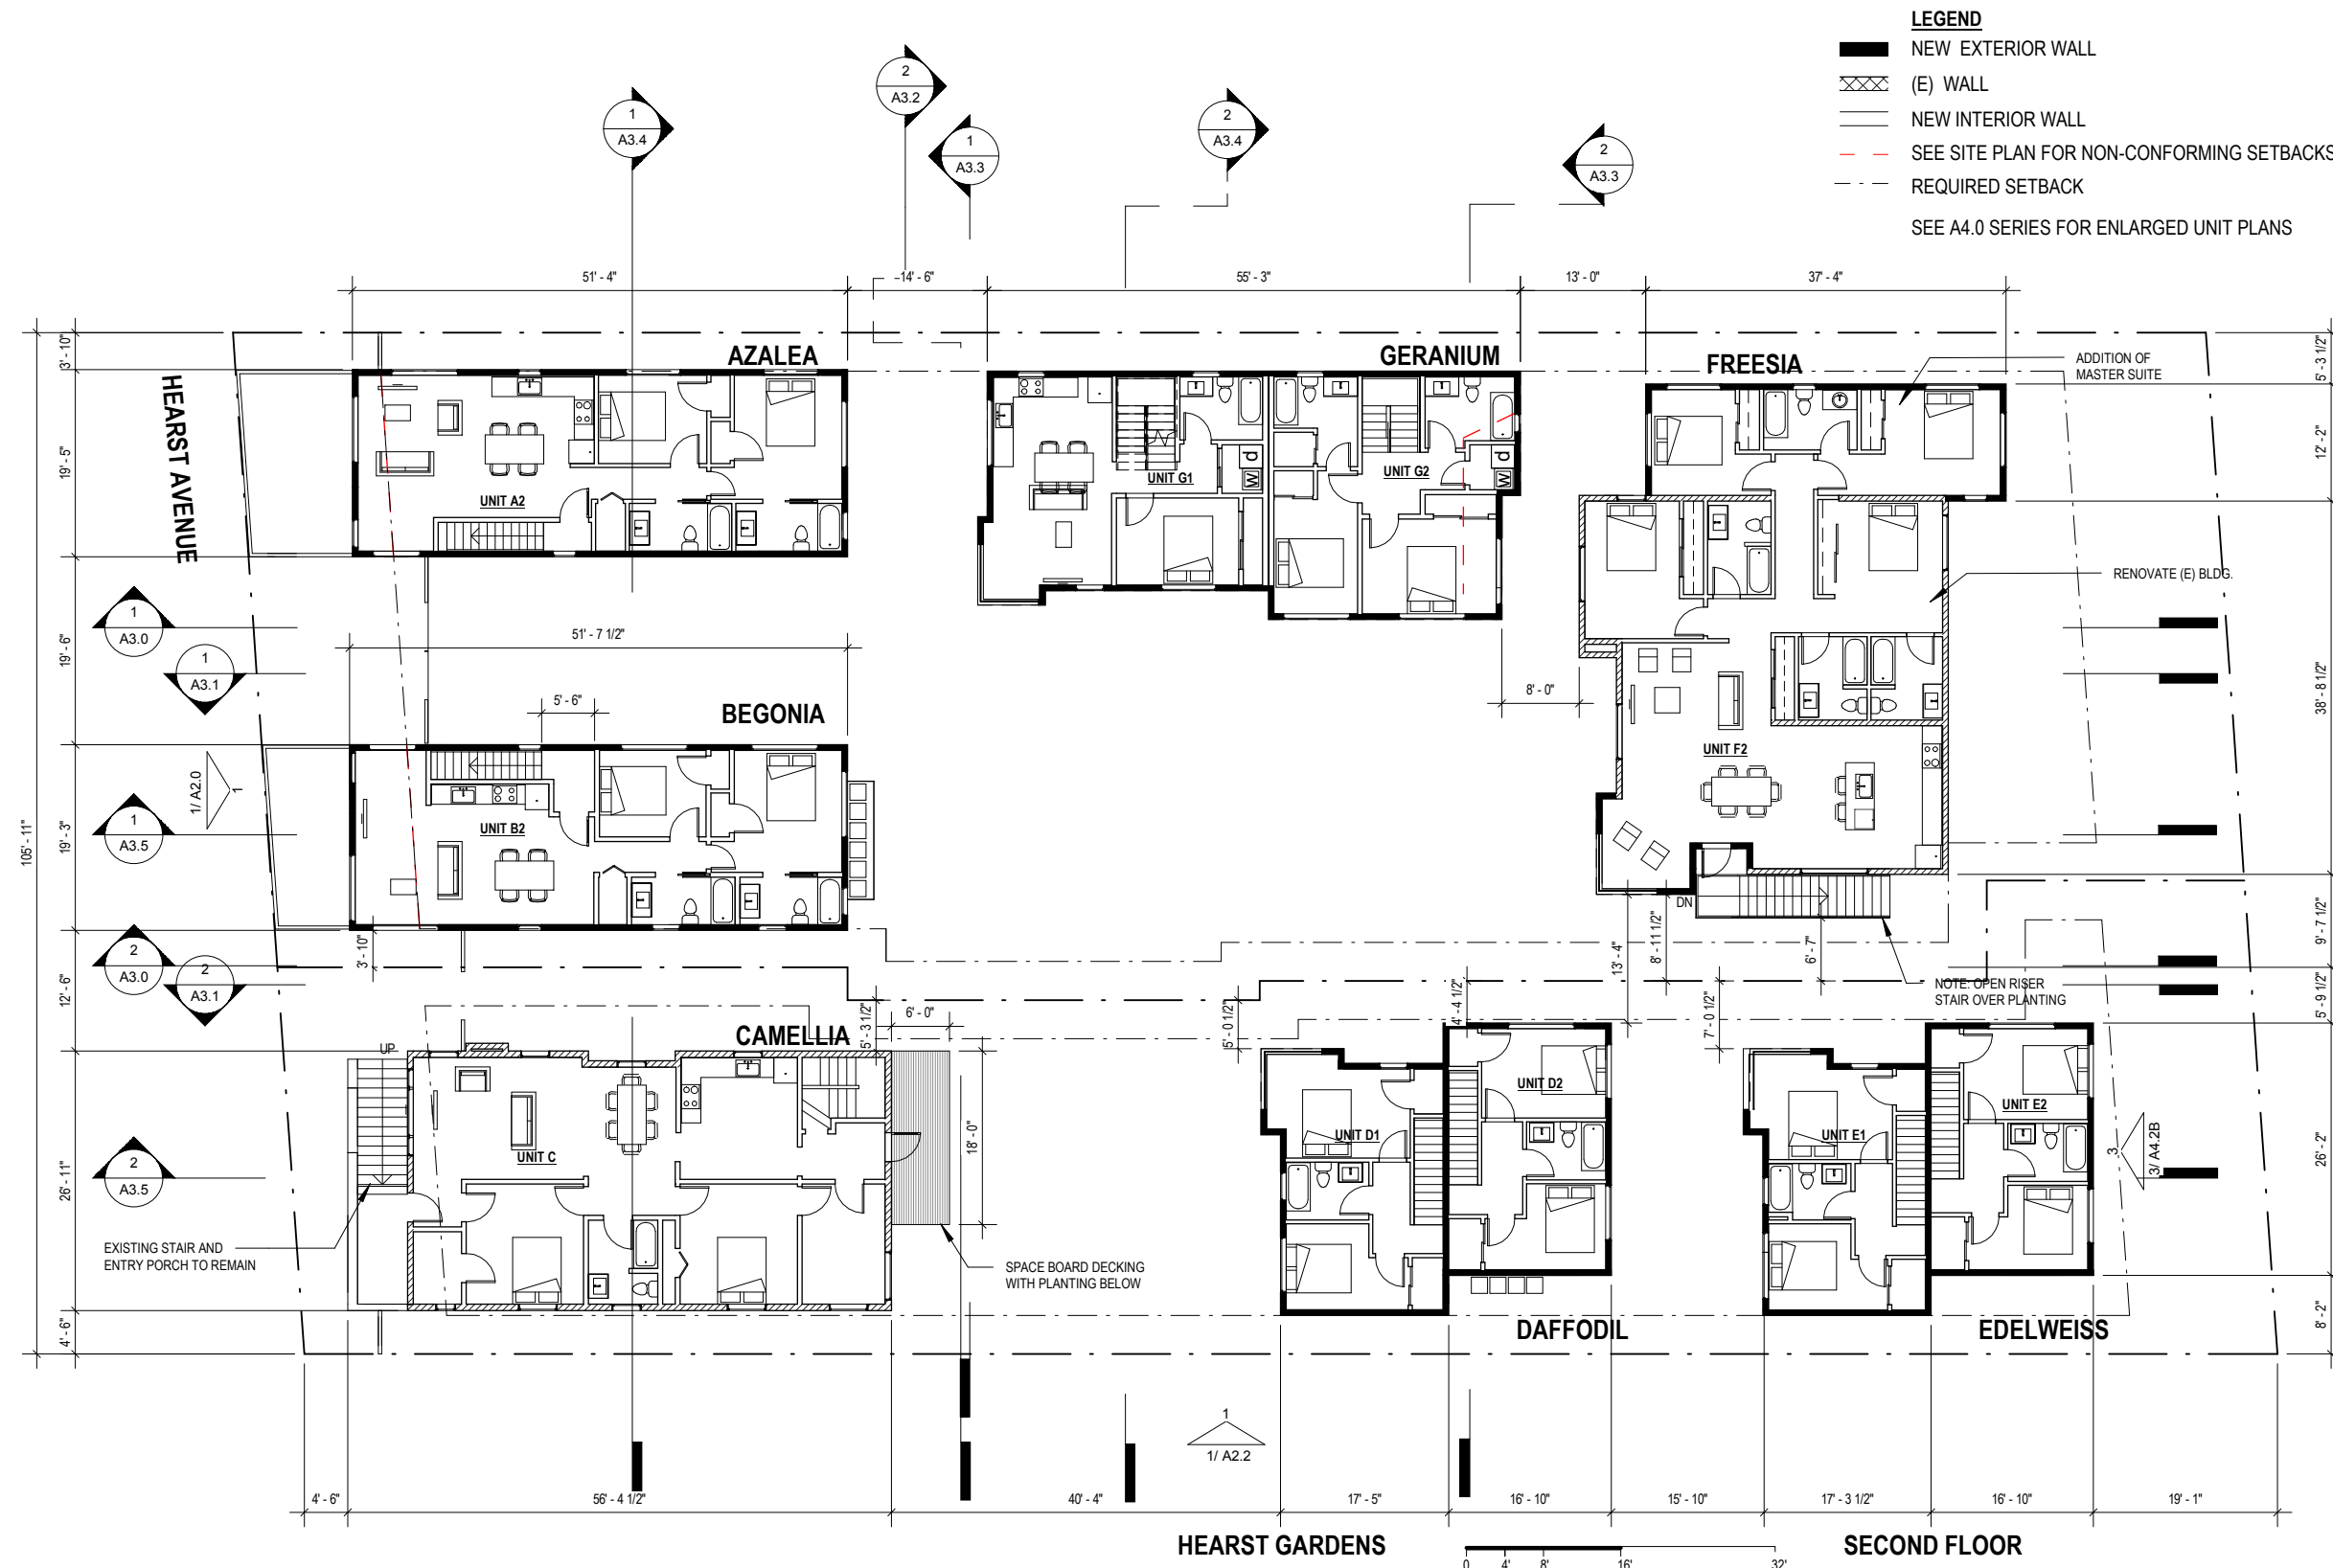 LEGEND
NEW EXTERIOR WALL
(E) WALL
NEW INTERIOR WALL
SEE SITE PLAN FOR NON-CONFORMING SETBACKS
REQUIRED SETBACK
SEE A4.0 SERIES FOR ENLARGED UNIT PLANS
2
A3.2
1
A3.4
1
A3.3
2
A3.4
2
A3.3
51' - 4"
14' - 6"
55' - 3"
13' - 0"
37' - 4"
AZALEA
GERANIUM
FREESIA
ADDITION OF
MASTER SUITE
3' - 10"
5' - 3 1/2"
HEARST AVENUE
19' - 5"
12' - 2"
UNIT A2
UNIT G1
d
W
UNIT G2
d
W
RENOVATE (E) BLDG.
1
A3.0
19' - 6"
51' - 7 1/2"
1
A3.1
8' - 0"
38' - 8 1/2"
5' - 6"
BEGONIA
UNIT F2
1/ A2.0
1
105' - 11"
19' - 3"
1
A3.5
UNIT B2
DN
3' - 10"
2
A3.0
2
A3.1
12' - 6"
13' - 4"
8' - 11 1/2"
6' - 7"
9' - 7 1/2"
NOTE: OPEN RISER
STAIR OVER PLANTING
5' - 3 1/2"
6' - 0"
5' - 0 1/2"
4' - 4 1/2"
7' - 0 1/2"
5' - 9 1/2"
CAMELLIA
UP
UNIT C
18' - 0"
UNIT D1
UNIT D2
UNIT E1
UNIT E2
2
A3.5
26' - 11"
26' - 2"
3
3/ A4.2B
EXISTING STAIR AND
ENTRY PORCH TO REMAIN
SPACE BOARD DECKING
WITH PLANTING BELOW
4' - 6"
8' - 2"
DAFFODIL
EDELWEISS
1
1/ A2.2
4' - 6"
56' - 4 1/2"
40' - 4"
17' - 5"
16' - 10"
15' - 10"
17' - 3 1/2"
16' - 10"
19' - 1"
HEARST GARDENS
SECOND FLOOR
0 4' 8' 16' 32'